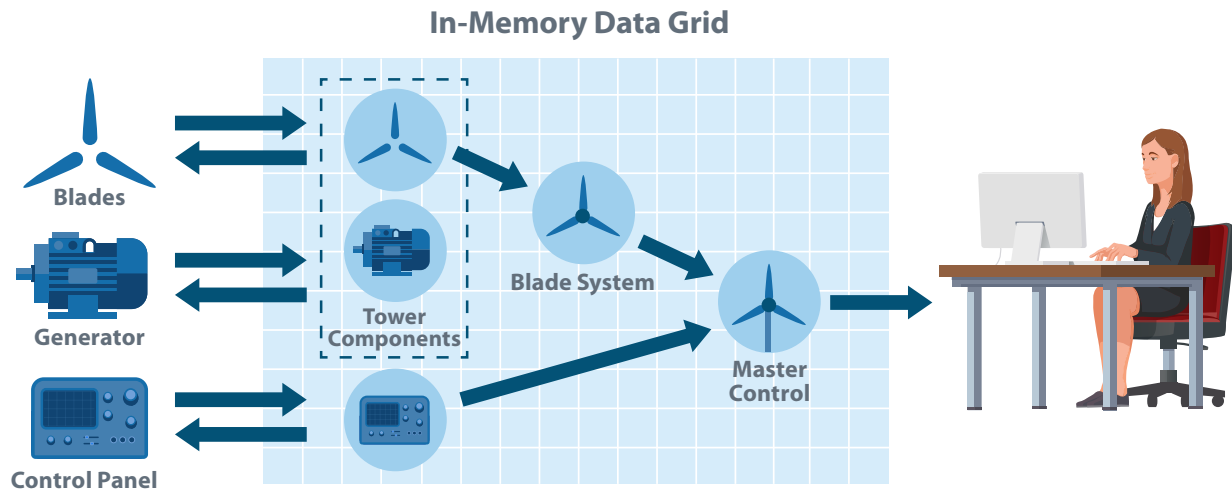 In-Memory Data Grid
Blades
Generator
Control Panel
Tower
Components
Blade System
Master
Control